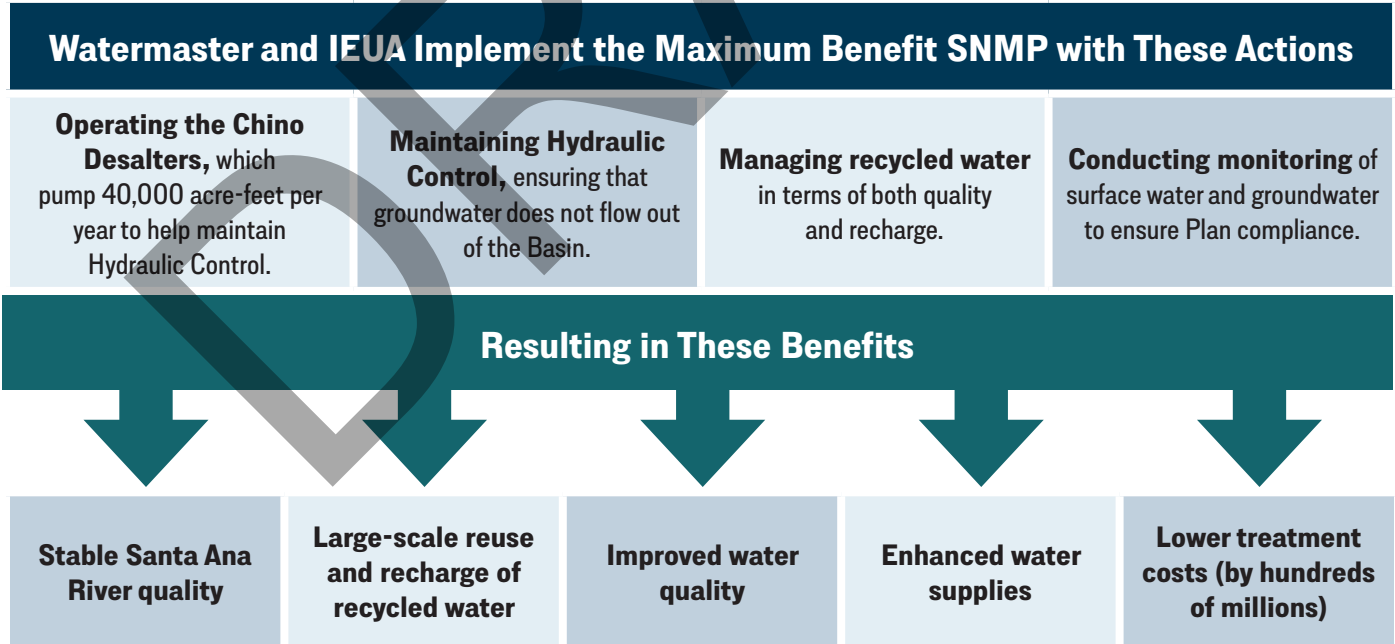 Watermaster and IEUA Implement the Maximum Benefit SNMP with These Actions
Operating the Chino
Desalters, which
pump 40,000 acre-feet per
year to help maintain
Hydraulic Control.
Maintaining Hydraulic
Control, ensuring that
groundwater does not flow out
of the Basin.
Managing recycled water
in terms of both quality
and recharge.
Conducting monitoring of
surface water and groundwater
to ensure Plan compliance.
Resulting in These Benefits
Stable Santa Ana
River quality
Large-scale reuse
and recharge of
recycled water
Improved water
quality
Enhanced water
supplies
Lower treatment
costs (by hundreds
of millions)